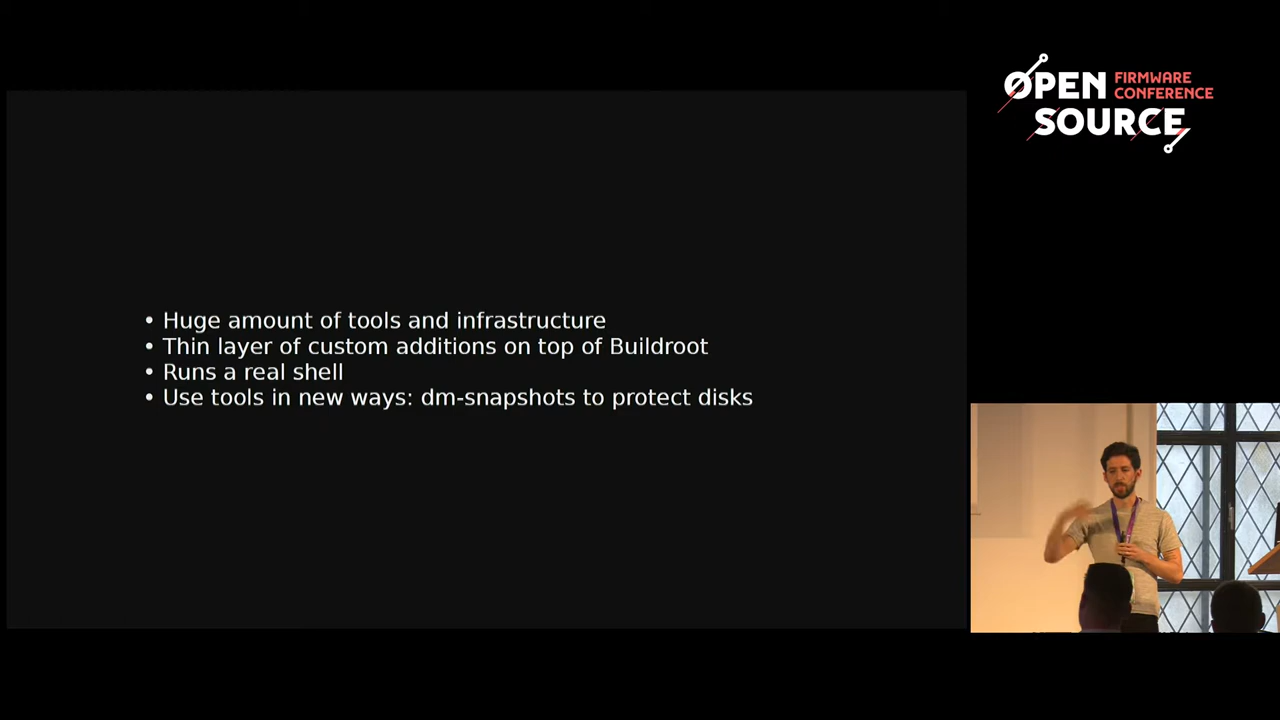 OPEN FIRMWARE
CONFERENCE
SOURCE
• Huge amount of tools and infrastructure
• Thin layer of custom additions on top of Buildroot
• Runs a real shell
• Use tools in new ways: dm-snapshots to protect disks